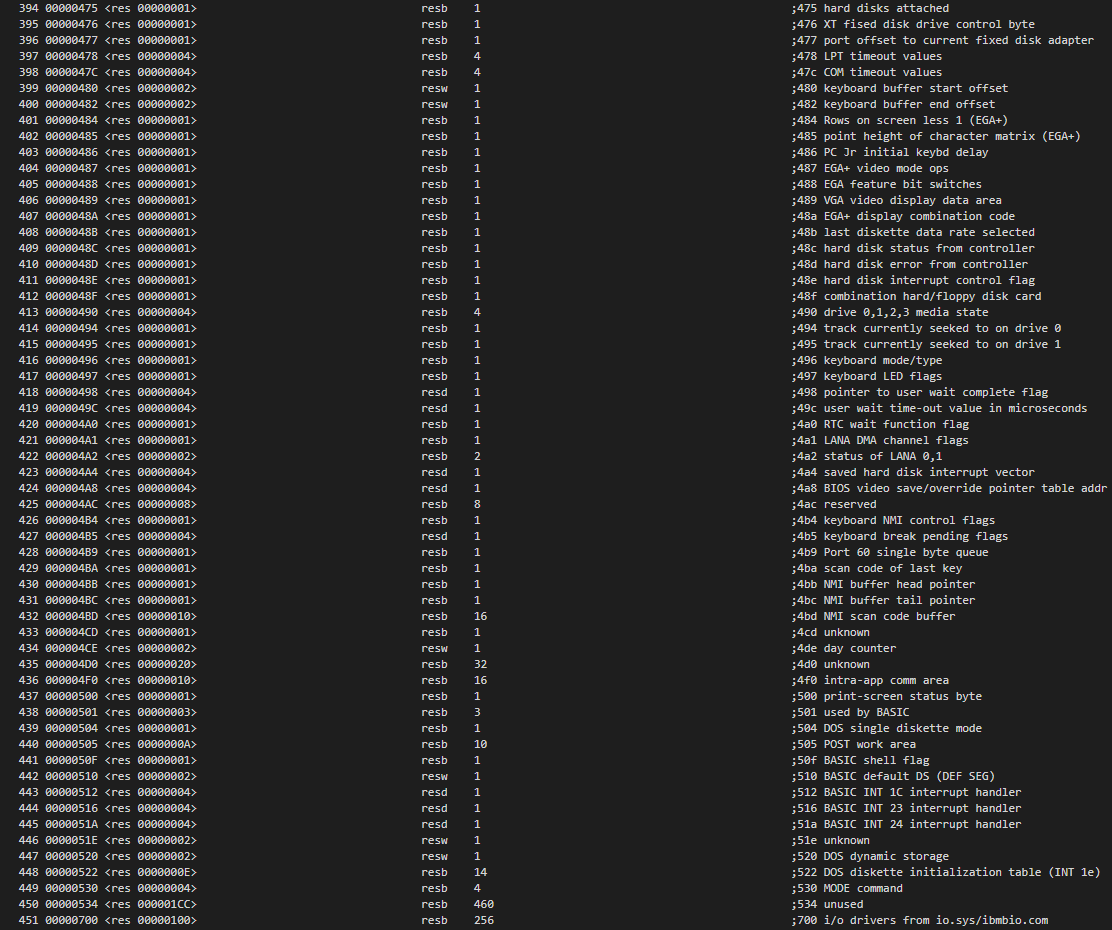 394 00000475 <res 00000001> resb 1 ;475 hard disks attached
395 00000476 <res 00000001> resb 1 ;476 XT fised disk drive control byte
396 00000477 <res 00000001> resb 1 ;477 port offset to current fixed disk adapter
397 00000478 <res 00000004> resb 4 ;478 LPT timeout values
398 0000047C <res 00000004> resb 4 ;47c COM timeout values
399 00000480 <res 00000002> resw 1 ;480 keyboard buffer start offset
400 00000482 <res 00000002> resw 1 ;482 keyboard buffer end offset
401 00000484 <res 00000001> resb 1 ;484 Rows on screen less 1 (EGA+)
402 00000485 <res 00000001> resb 1 ;485 point height of character matrix (EGA+)
403 00000486 <res 00000001> resb 1 ;486 PC Jr initial keybd delay
404 00000487 <res 00000001> resb 1 ;487 EGA+ video mode ops
405 00000488 <res 00000001> resb 1 ;488 EGA feature bit switches
406 00000489 <res 00000001> resb 1 ;489 VGA video display data area
407 0000048A <res 00000001> resb 1 ;48a EGA+ display combination code
408 0000048B <res 00000001> resb 1 ;48b last diskette data rate selected
409 0000048C <res 00000001> resb 1 ;48c hard disk status from controller
410 0000048D <res 00000001> resb 1 ;48d hard disk error from controller
411 0000048E <res 00000001> resb 1 ;48e hard disk interrupt control flag
412 0000048F <res 00000001> resb 1 ;48f combination hard/floppy disk card
413 00000490 <res 00000004> resb 4 ;490 drive 0,1,2,3 media state
414 00000494 <res 00000001> resb 1 ;494 track currently seeked to on drive 0
415 00000495 <res 00000001> resb 1 ;495 track currently seeked to on drive 1
416 00000496 <res 00000001> resb 1 ;496 keyboard mode/type
417 00000497 <res 00000001> resb 1 ;497 keyboard LED flags
418 00000498 <res 00000004> resd 1 ;498 pointer to user wait complete flag
419 0000049C <res 00000004> resd 1 ;49c user wait time-out value in microseconds
420 000004A0 <res 00000001> resb 1 ;4a0 RTC wait function flag
421 000004A1 <res 00000001> resb 1 ;4a1 LANA DMA channel flags
422 000004A2 <res 00000002> resb 2 ;4a2 status of LANA 0,1
423 000004A4 <res 00000004> resd 1 ;4a4 saved hard disk interrupt vector
424 000004A8 <res 00000004> resd 1 ;4a8 BIOS video save/override pointer table addr
425 000004AC <res 00000008> resb 8 ;4ac reserved
426 000004B4 <res 00000001> resb 1 ;4b4 keyboard NMI control flags
427 000004B5 <res 00000004> resd 1 ;4b5 keyboard break pending flags
428 000004B9 <res 00000001> resb 1 ;4b9 Port 60 single byte queue
429 000004BA <res 00000001> resb 1 ;4ba scan code of last key
430 000004BB <res 00000001> resb 1 ;4bb NMI buffer head pointer
431 000004BC <res 00000001> resb 1 ;4bc NMI buffer tail pointer
432 000004BD <res 00000010> resb 16 ;4bd NMI scan code buffer
433 000004CD <res 00000001> resb 1 ;4cd unknown
434 000004CE <res 00000002> resw 1 ;4de day counter
435 000004D0 <res 00000020> resb 32 ;4d0 unknown
436 000004F0 <res 00000010> resb 16 ;4f0 intra-app comm area
437 00000500 <res 00000001> resb 1 ;500 print-screen status byte
438 00000501 <res 00000003> resb 3 ;501 used by BASIC
439 00000504 <res 00000001> resb 1 ;504 DOS single diskette mode
440 00000505 <res 0000000A> resb 10 ;505 POST work area
441 0000050F <res 00000001> resb 1 ;50f BASIC shell flag
442 00000510 <res 00000002> resw 1 ;510 BASIC default DS (DEF SEG)
443 00000512 <res 00000004> resd 1 ;512 BASIC INT 1C interrupt handler
444 00000516 <res 00000004> resd 1 ;516 BASIC INT 23 interrupt handler
445 0000051A <res 00000004> resd 1 ;51a BASIC INT 24 interrupt handler
446 0000051E <res 00000002> resw 1 ;51e unknown
447 00000520 <res 00000002> resw 1 ;520 DOS dynamic storage
448 00000522 <res 0000000E> resb 14 ;522 DOS diskette initialization table (INT 1e)
449 00000530 <res 00000004> resb 4 ;530 MODE command
450 00000534 <res 000001CC> resb 460 ;534 unused
451 00000700 <res 00000100> resb 256 ;700 i/o drivers from io.sys/ibmbio.com